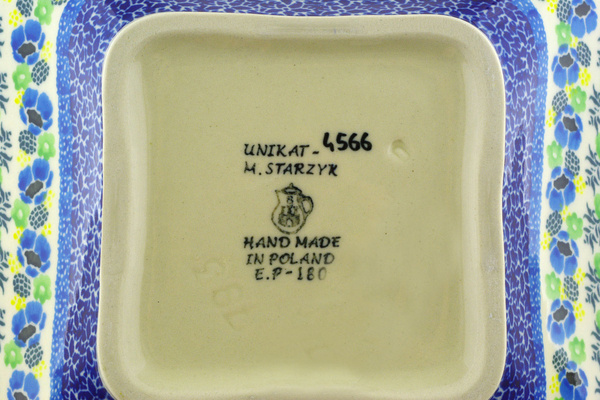 UNIKAT-4566
M. STARZYK
HAND MADE
IN POLAND
E.P-180